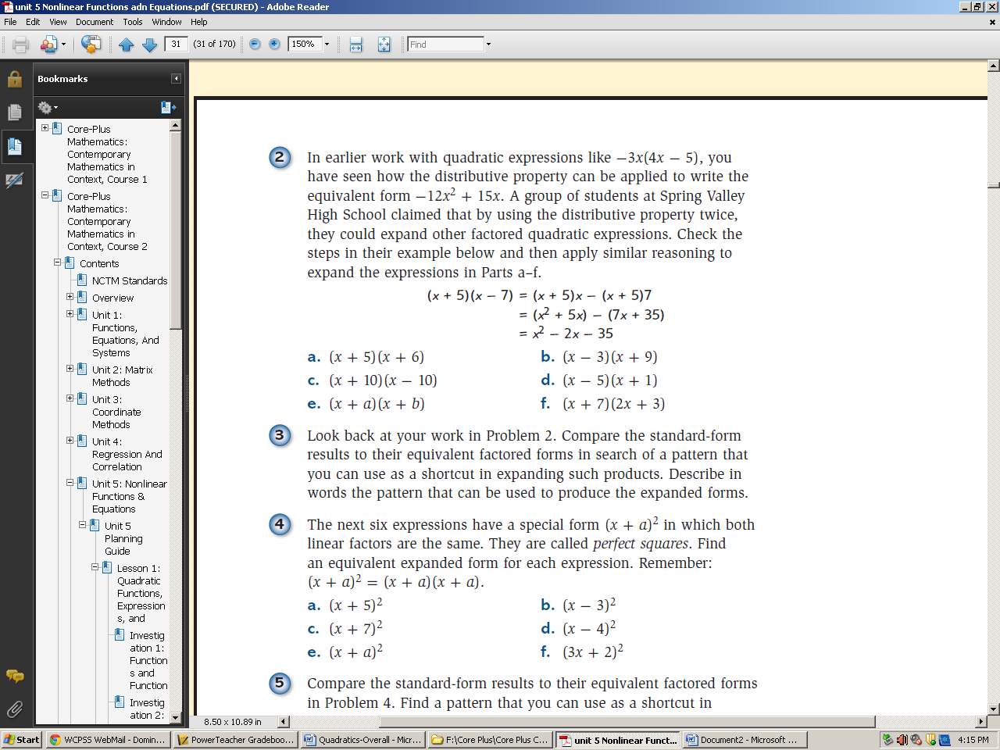 unit 5 Nonlinear Functions adn Equations.pdf (SECURED) - Adobe Reader
File Edit View Document Tools Window Help
31 (31 of 170) 150% Find
Bookmarks
Core-Plus
Mathematics:
Contemporary
Mathematics in
Context, Course 1
Core-Plus
Mathematics:
Contemporary
Mathematics in
Context, Course 2
Contents
NCTM Standards
Overview
Unit 1:
Functions,
Equations, And
Systems
Unit 2: Matrix
Methods
Unit 3:
Coordinate
Methods
Unit 4:
Regression And
Correlation
Unit 5: Nonlinear
Functions &
Equations
Unit 5
Planning
Guide
Lesson 1:
Quadratic
Functions,
Expression
s, and
Investig
ation 1:
Function
s and
Function
Investig
ation 2:
2 In earlier work with quadratic expressions like −3x(4x − 5), you
have seen how the distributive property can be applied to write the
equivalent form −12x² + 15x. A group of students at Spring Valley
High School claimed that by using the distributive property twice,
they could expand other factored quadratic expressions. Check the
steps in their example below and then apply similar reasoning to
expand the expressions in Parts a–f.
(x + 5)(x − 7) = (x + 5)x − (x + 5)7
= (x² + 5x) − (7x + 35)
= x² − 2x − 35
a. (x + 5)(x + 6) b. (x − 3)(x + 9)
c. (x + 10)(x − 10) d. (x − 5)(x + 1)
e. (x + a)(x + b) f. (x + 7)(2x + 3)
3 Look back at your work in Problem 2. Compare the standard-form
results to their equivalent factored forms in search of a pattern that
you can use as a shortcut in expanding such products. Describe in
words the pattern that can be used to produce the expanded forms.
4 The next six expressions have a special form (x + a)² in which both
linear factors are the same. They are called perfect squares. Find
an equivalent expanded form for each expression. Remember:
(x + a)² = (x + a)(x + a).
a. (x + 5)² b. (x − 3)²
c. (x + 7)² d. (x − 4)²
e. (x + a)² f. (3x + 2)²
5 Compare the standard-form results to their equivalent factored forms
in Problem 4. Find a pattern that you can use as a shortcut in
8.50 x 10.89 in
Start WCPSS WebMail - Domin... PowerTeacher Gradeboo... Quadratics-Overall - Micr... F:\Core Plus\Core Plus C... unit 5 Nonlinear Funct... Document2 - Microsoft ... 4:15 PM